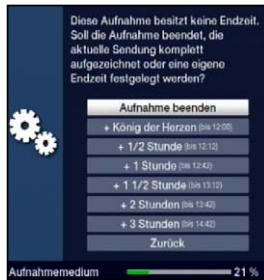 Diese Aufnahme besitzt keine Endzeit.
Soll die Aufnahme beendet, die
aktuelle Sendung komplett
aufgezeichnet oder eine eigene
Endzeit festgelegt werden?
Aufnahme beenden
+ König der Herzen (bis 12:00)
+ 1/2 Stunde (bis 12:12)
+ 1 Stunde (bis 12:42)
+ 1 1/2 Stunde (bis 13:12)
+ 2 Stunden (bis 13:42)
+ 3 Stunden (bis 14:42)
Zurück
Aufnahmemedium 21 %